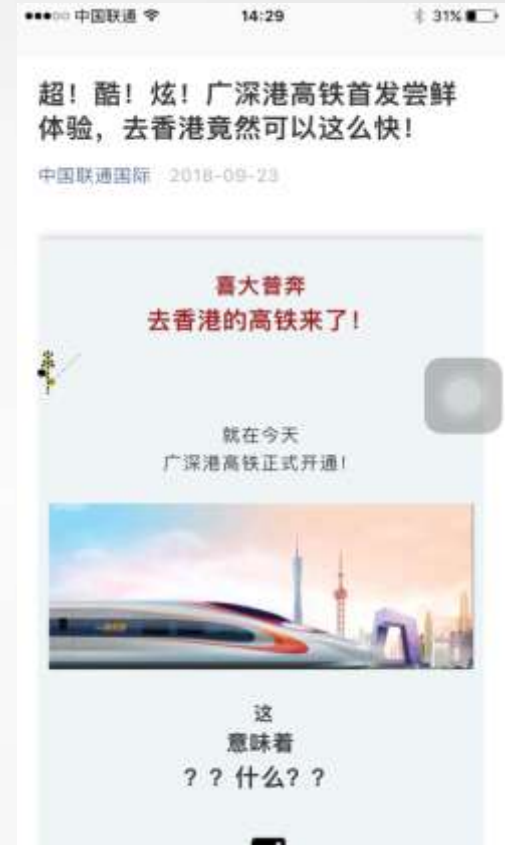 中国联通
14:29
31%
超！酷！炫！广深港高铁首发尝鲜
体验，去香港竟然可以这么快！
中国联通国际 2018-09-23
喜大普奔
去香港的高铁来了！
就在今天
广深港高铁正式开通！
这
意味着
？？什么？？